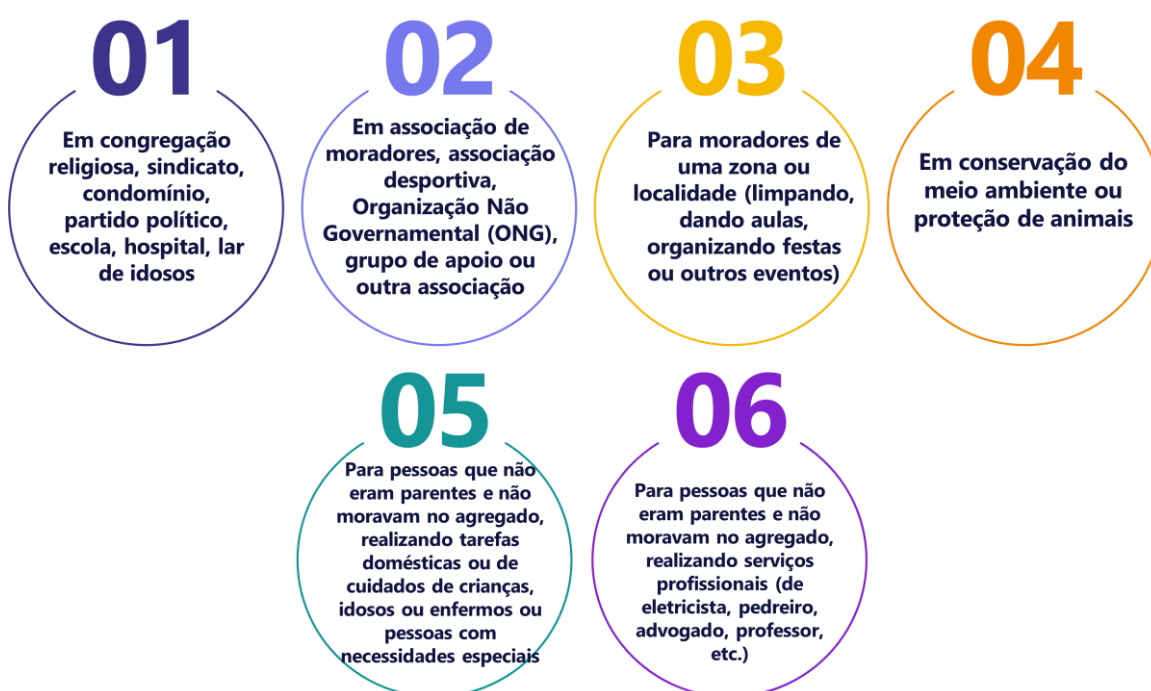 01
Em congregação
religiosa, sindicato,
condomínio,
partido político,
escola, hospital, lar
de idosos
02
Em associação de
moradores, associação
desportiva,
Organização Não
Governamental (ONG),
grupo de apoio ou
outra associação
03
Para moradores de
uma zona ou
localidade (limpando,
dando aulas,
organizando festas
ou outros eventos)
04
Em conservação do
meio ambiente ou
proteção de animais
05
Para pessoas que não
eram parentes e não
moravam no agregado,
realizando tarefas
domésticas ou de
cuidados de crianças,
idosos ou enfermos ou
pessoas com
necessidades especiais
06
Para pessoas que não
eram parentes e não
moravam no agregado,
realizando serviços
profissionais (de
eletricista, pedreiro,
advogado, professor,
etc.)